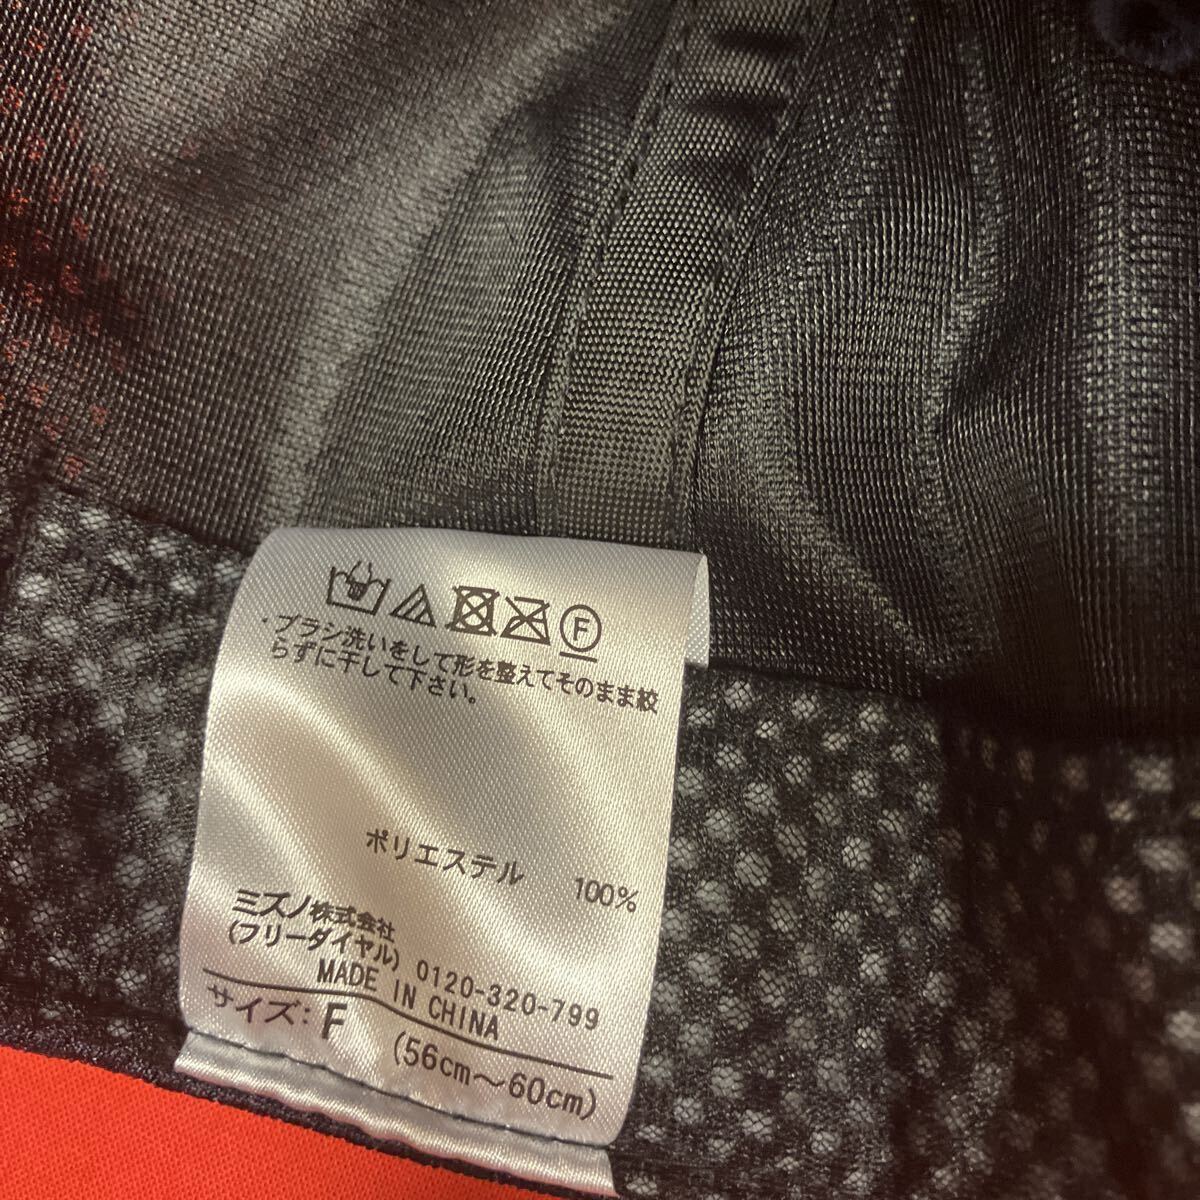 F
・ブラシ洗いをして形を整えてそのまま絞
らずに干して下さい。
ポリエステル 100%
ミズノ株式会社
(フリーダイヤル) 0120-320-799
MADE IN CHINA
サイズ: F (56cm～60cm)